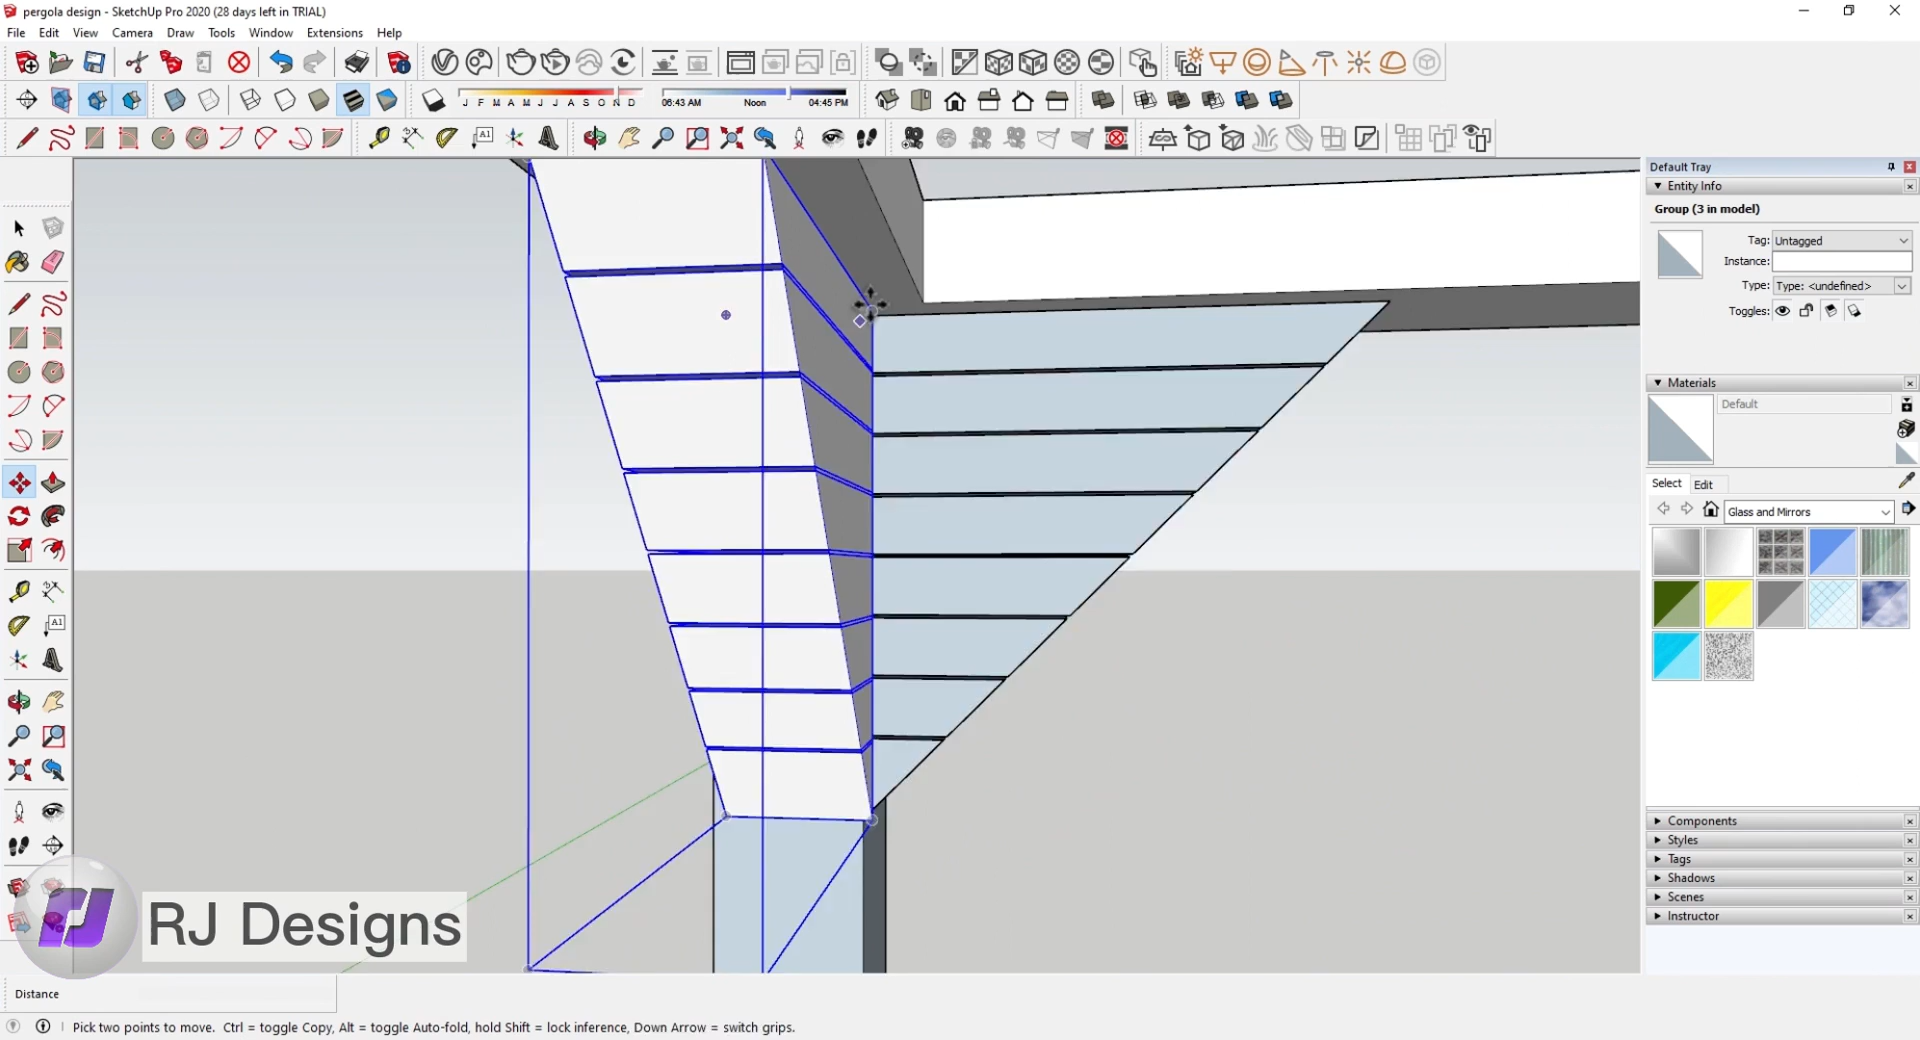 pergola design - SketchUp Pro 2020 (28 days left in TRIAL)
File Edit View Camera Draw Tools Window Extensions Help
J F M A M J J A S O N D
06:43 AM Noon 04:45 PM
A1
Default Tray
Entity Info
Group (3 in model)
Tag: Untagged
Instance:
Type: Type: <undefined>
Toggles:
Materials
Default
Select Edit
Glass and Mirrors
A1
Components
Styles
Tags
Shadows
Scenes
Instructor
RJ Designs
Distance
Pick two points to move. Ctrl = toggle Copy, Alt = toggle Auto-fold, hold Shift = lock inference, Down Arrow = switch grips.